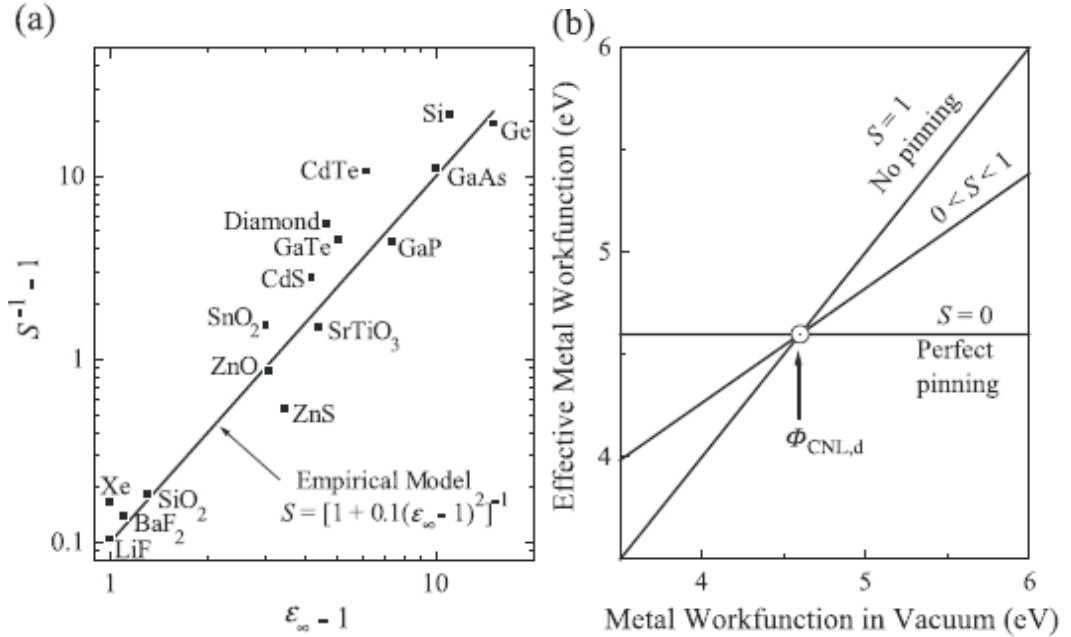 (a)
10
1
0.1
S⁻¹ – 1
1
10
ε∞ – 1
Si
Ge
CdTe
GaAs
Diamond
GaTe
GaP
CdS
SnO₂
SrTiO₃
ZnO
ZnS
Xe
SiO₂
BaF₂
LiF
Empirical Model
S = [1 + 0.1(ε∞ – 1)²]⁻¹
(b)
6
5
4
Effective Metal Workfunction (eV)
4
5
6
Metal Workfunction in Vacuum (eV)
S = 1
No pinning
0 < S < 1
S = 0
Perfect
pinning
Φ_CNL,d